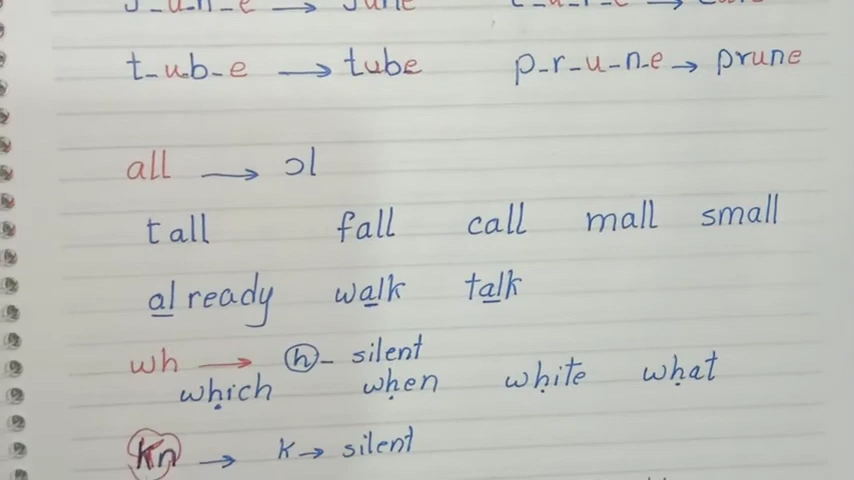 J-u-n-e → June
t-u-b-e → tube p-r-u-n-e → prune
all → ɔl
tall fall call mall small
already walk talk
wh → h- silent
which when white what
Kn → K→ silent